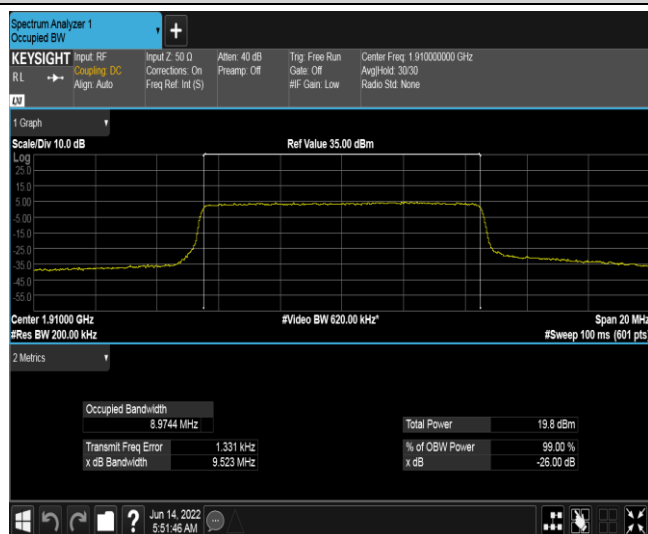 Spectrum Analyzer 1
Occupied BW
+
KEYSIGHT
RL
LXI
Input: RF
Coupling: DC
Align: Auto
Input Z: 50 Ω
Corrections: On
Freq Ref: Int (S)
Atten: 40 dB
Preamp: Off
Trig: Free Run
Gate: Off
#IF Gain: Low
Center Freq: 1.910000000 GHz
Avg|Hold: 30/30
Radio Std: None
1 Graph
Scale/Div 10.0 dB
Ref Value 35.00 dBm
Log
25.0
15.0
5.00
-5.00
-15.0
-25.0
-35.0
-45.0
-55.0
Center 1.91000 GHz
#Video BW 620.00 kHz*
Span 20 MHz
#Res BW 200.00 kHz
#Sweep 100 ms (601 pts)
2 Metrics
Occupied Bandwidth
8.9744 MHz
Total Power 19.8 dBm
Transmit Freq Error 1.331 kHz
% of OBW Power 99.00 %
x dB Bandwidth 9.523 MHz
x dB -26.00 dB
?
Jun 14, 2022
5:51:46 AM